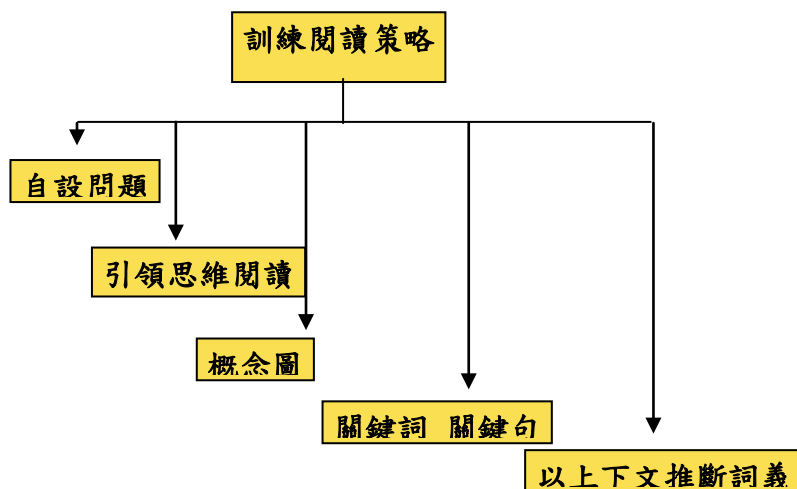 訓練閱讀策略
自設問題
引領思維閱讀
概念圖
關鍵詞 關鍵句
以上下文推斷詞義